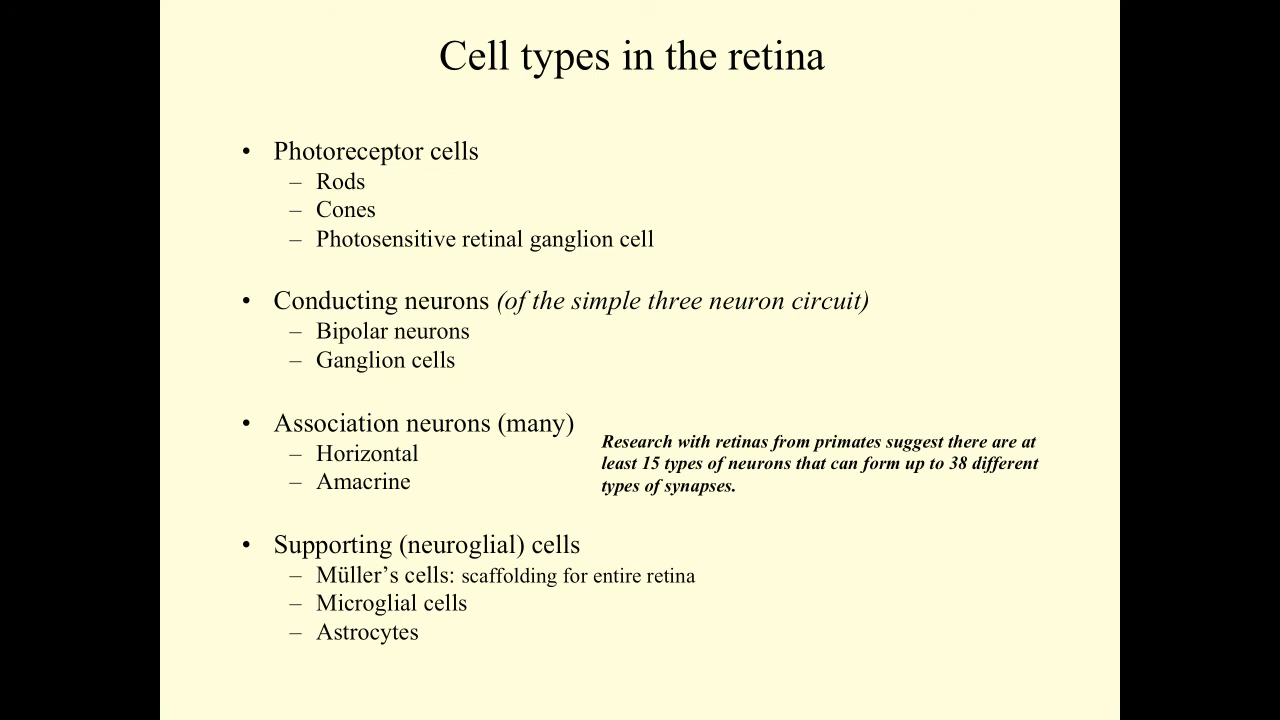 Cell types in the retina
• Photoreceptor cells
– Rods
– Cones
– Photosensitive retinal ganglion cell
• Conducting neurons (of the simple three neuron circuit)
– Bipolar neurons
– Ganglion cells
• Association neurons (many)
– Horizontal
– Amacrine
Research with retinas from primates suggest there are at
least 15 types of neurons that can form up to 38 different
types of synapses.
• Supporting (neuroglial) cells
– Müller’s cells: scaffolding for entire retina
– Microglial cells
– Astrocytes